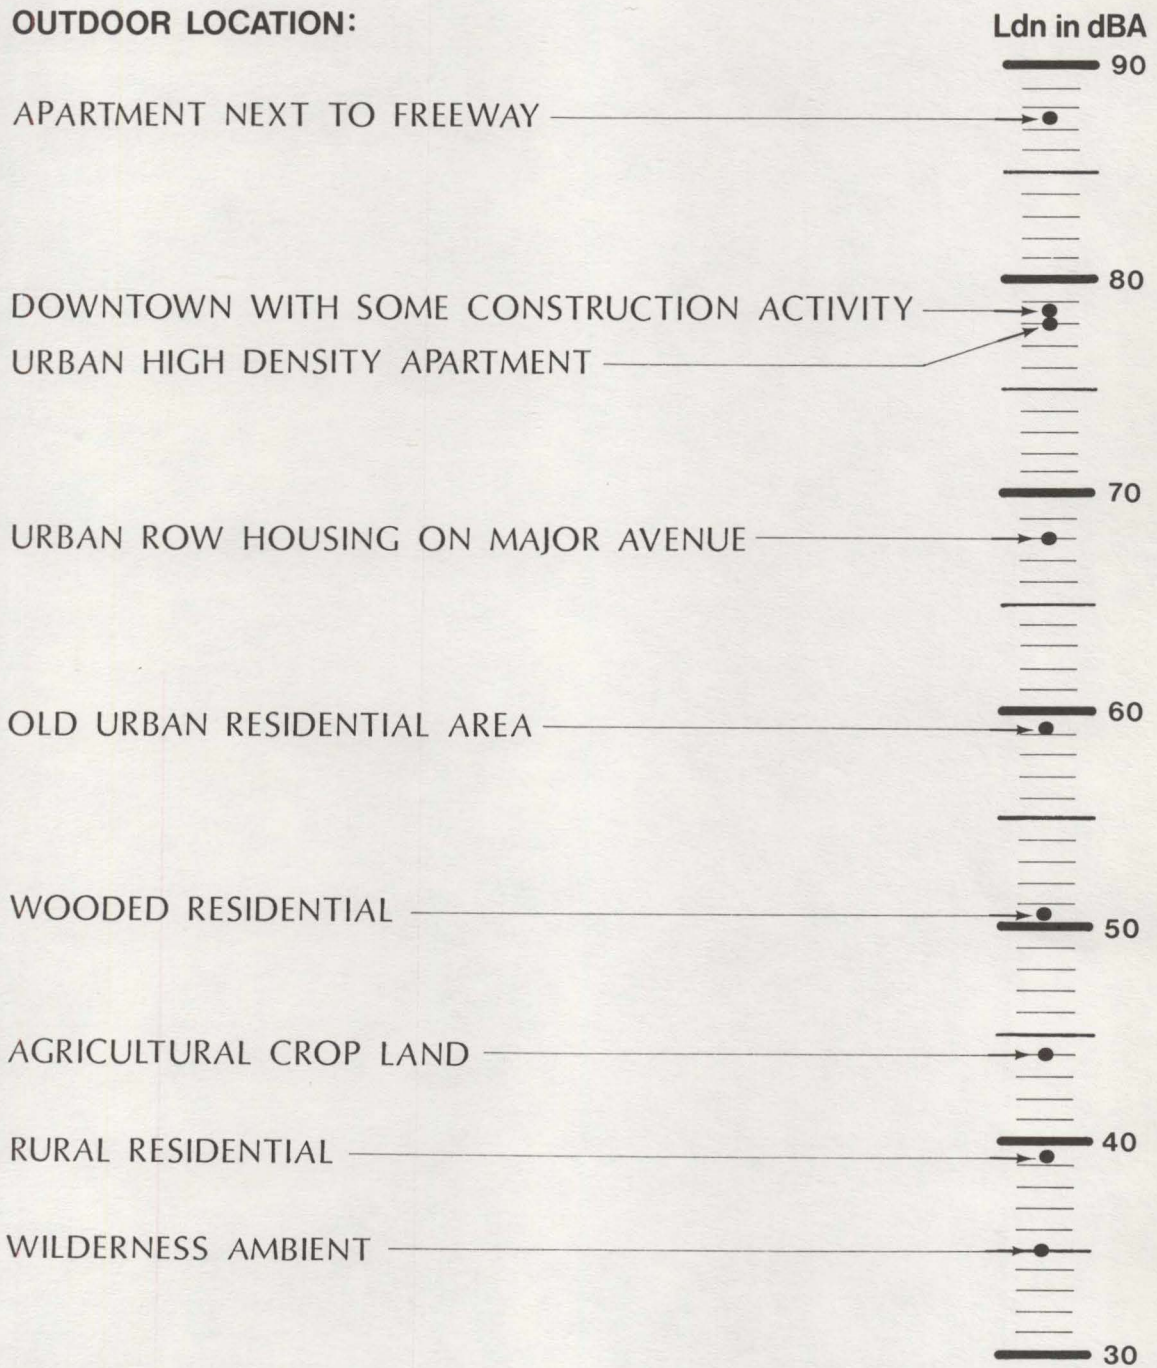 OUTDOOR LOCATION: Ldn in dBA
90
APARTMENT NEXT TO FREEWAY
80
DOWNTOWN WITH SOME CONSTRUCTION ACTIVITY
URBAN HIGH DENSITY APARTMENT
70
URBAN ROW HOUSING ON MAJOR AVENUE
60
OLD URBAN RESIDENTIAL AREA
WOODED RESIDENTIAL
50
AGRICULTURAL CROP LAND
40
RURAL RESIDENTIAL
WILDERNESS AMBIENT
30